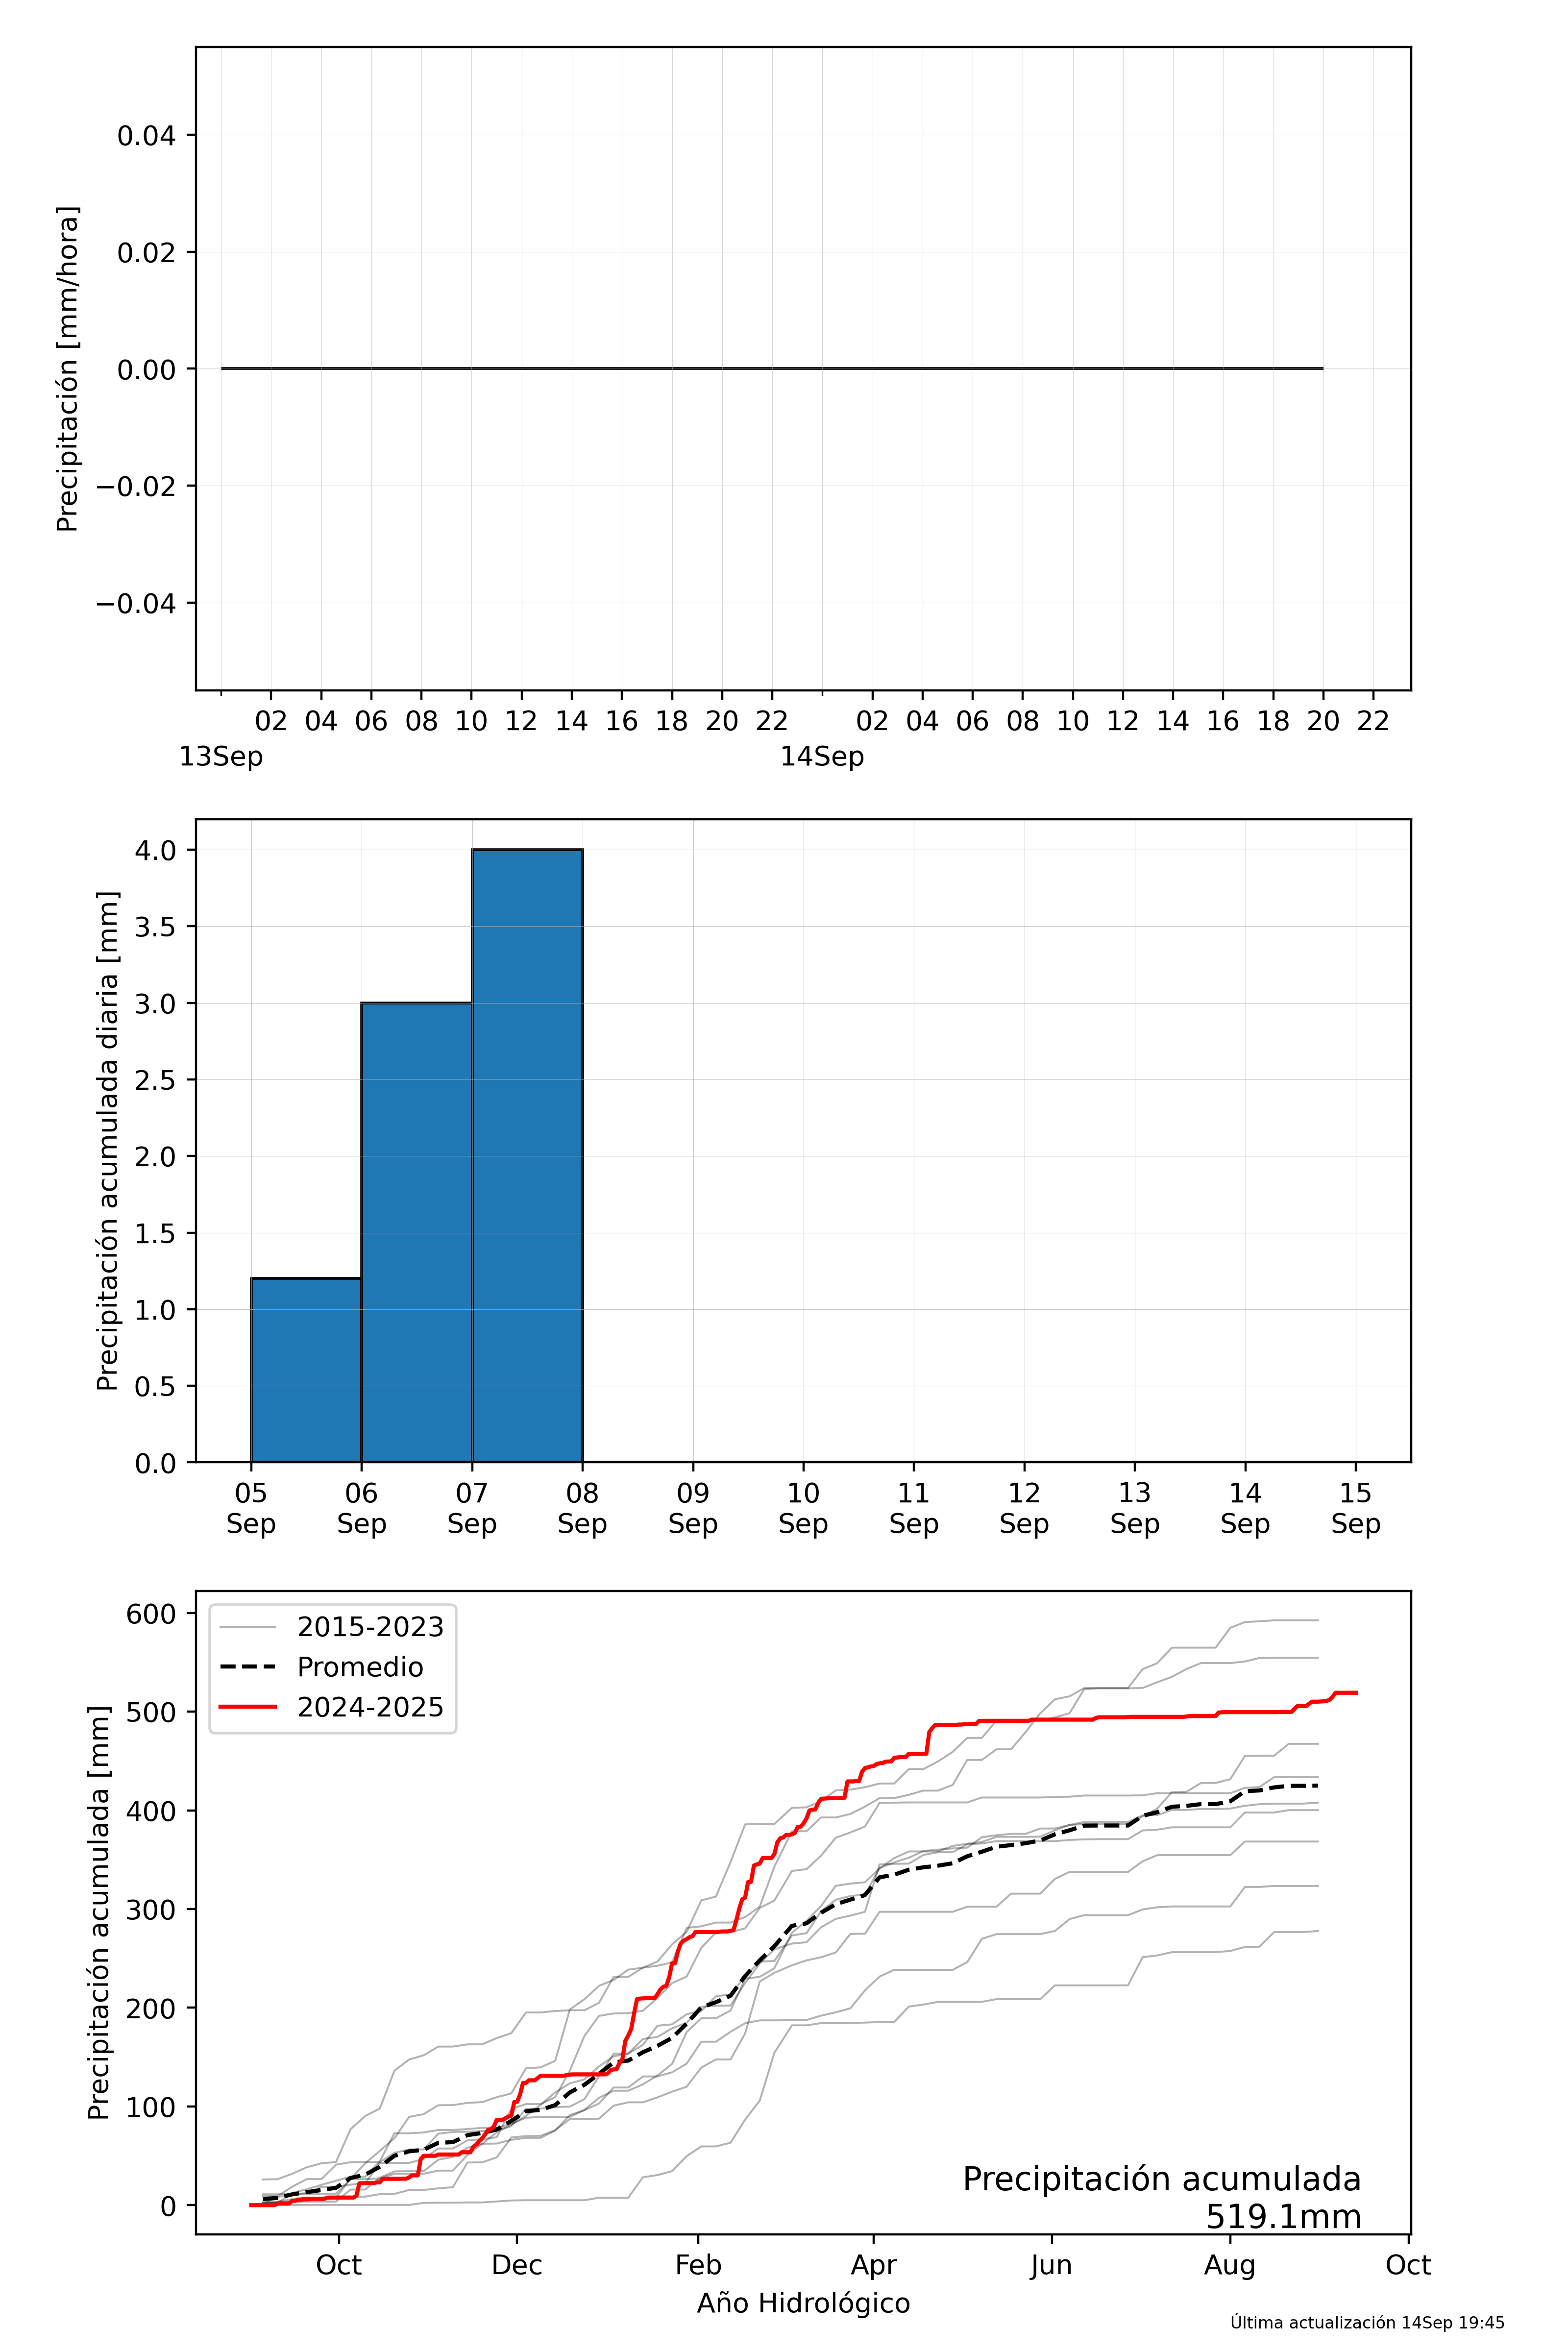 Precipitación [mm/hora]
0.04
0.02
0.00
−0.02
−0.04
02 04 06 08 10 12 14 16 18 20 22 02 04 06 08 10 12 14 16 18 20 22
13Sep 14Sep
Precipitación acumulada diaria [mm]
4.0
3.5
3.0
2.5
2.0
1.5
1.0
0.5
0.0
05 06 07 08 09 10 11 12 13 14 15
Sep Sep Sep Sep Sep Sep Sep Sep Sep Sep Sep
Precipitación acumulada [mm]
600
500
400
300
200
100
0
2015-2023
Promedio
2024-2025
Precipitación acumulada
519.1mm
Oct Dec Feb Apr Jun Aug Oct
Año Hidrológico
Última actualización 14Sep 19:45